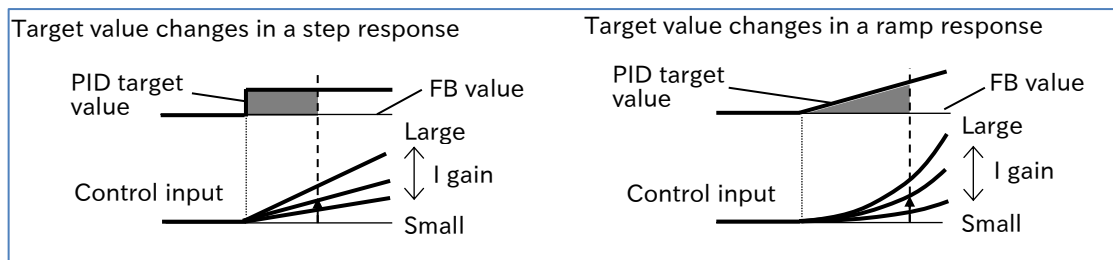 Target value changes in a step response
PID target
value
FB value
Large
I gain
Control input
Small
Target value changes in a ramp response
PID target
value
FB value
Large
I gain
Control input
Small